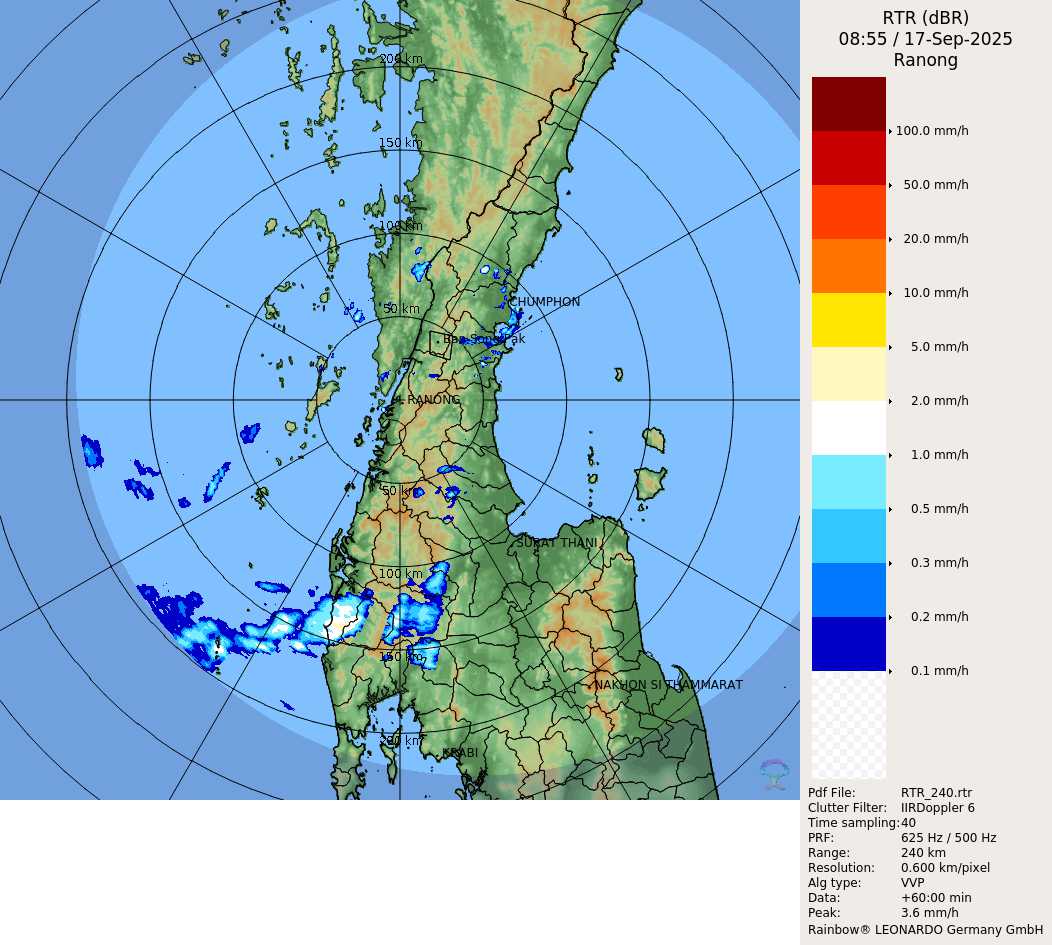 RTR (dBR)
08:55 / 17-Sep-2025
Ranong
200 km
150 km
100 km
50 km
CHUMPHON
RANONG
50 km
SURAT THANI
100 km
150 km
NAKHON SI THAMMARAT
200 km
KRABI
100.0 mm/h
50.0 mm/h
20.0 mm/h
10.0 mm/h
5.0 mm/h
2.0 mm/h
1.0 mm/h
0.5 mm/h
0.3 mm/h
0.2 mm/h
0.1 mm/h
Pdf File: RTR_240.rtr
Clutter Filter: IIRDoppler 6
Time sampling:40
PRF: 625 Hz / 500 Hz
Range: 240 km
Resolution: 0.600 km/pixel
Alg type: VVP
Data: +60:00 min
Peak: 3.6 mm/h
Rainbow® LEONARDO Germany GmbH